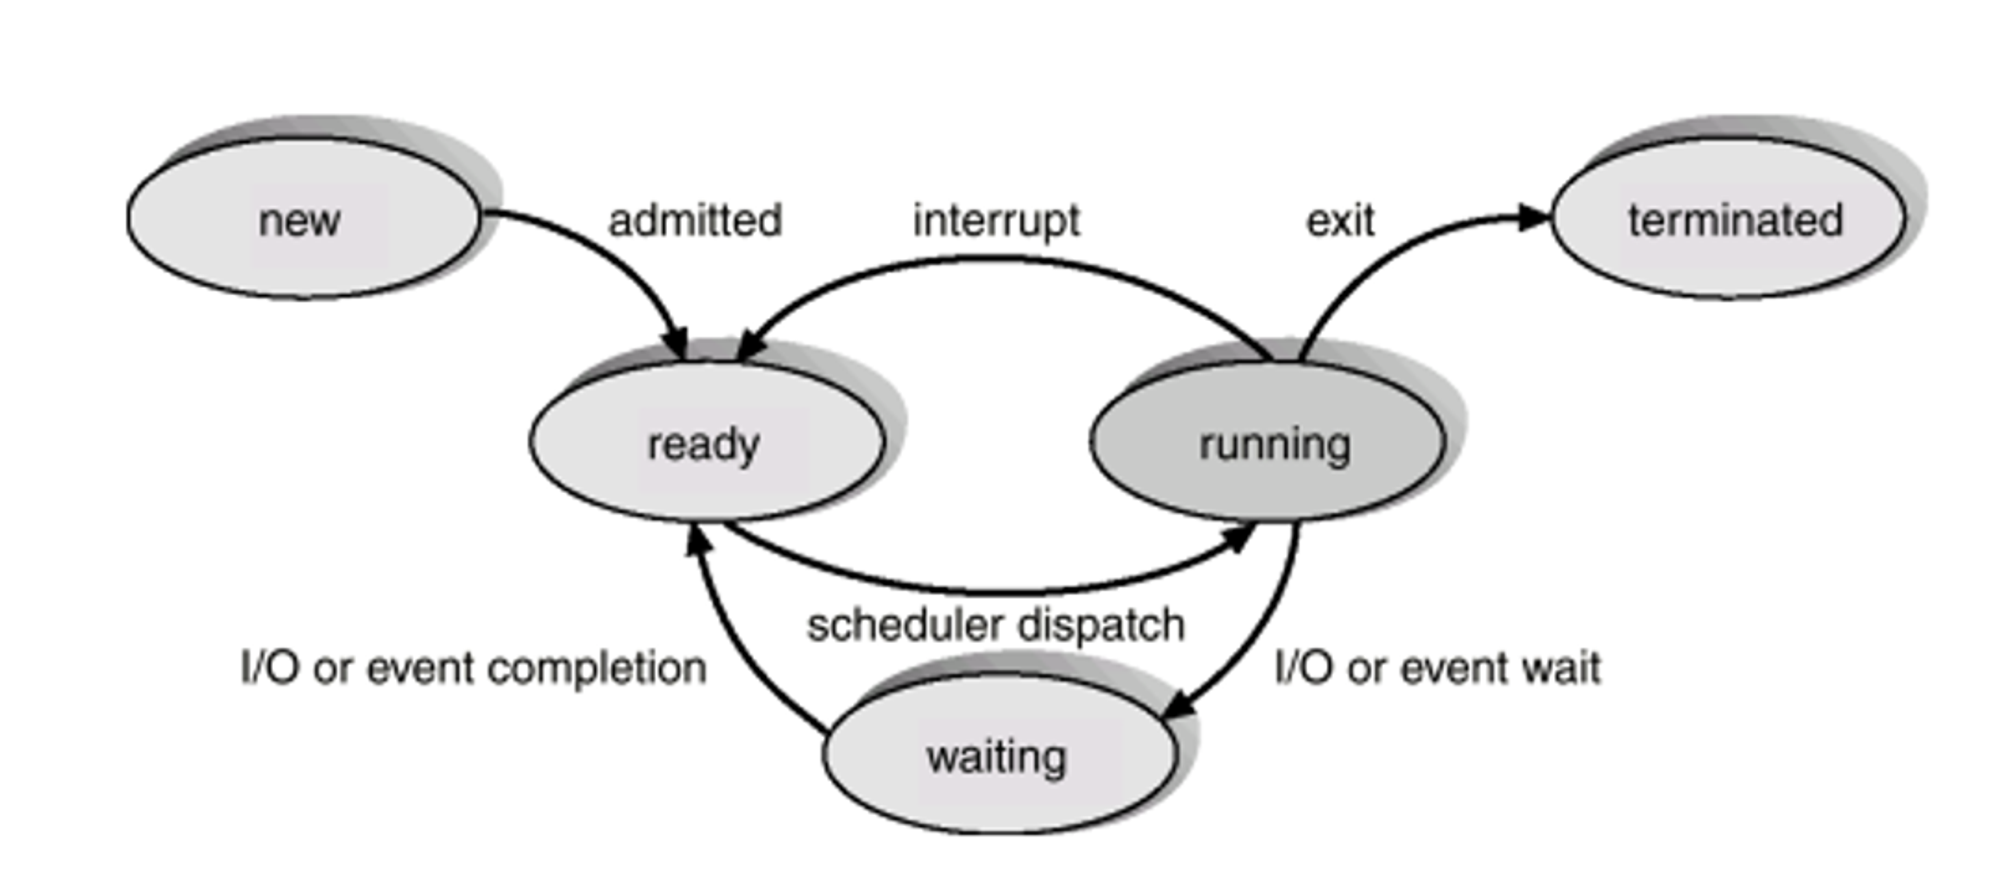 new
admitted
interrupt
exit
terminated
ready
running
scheduler dispatch
I/O or event completion
I/O or event wait
waiting